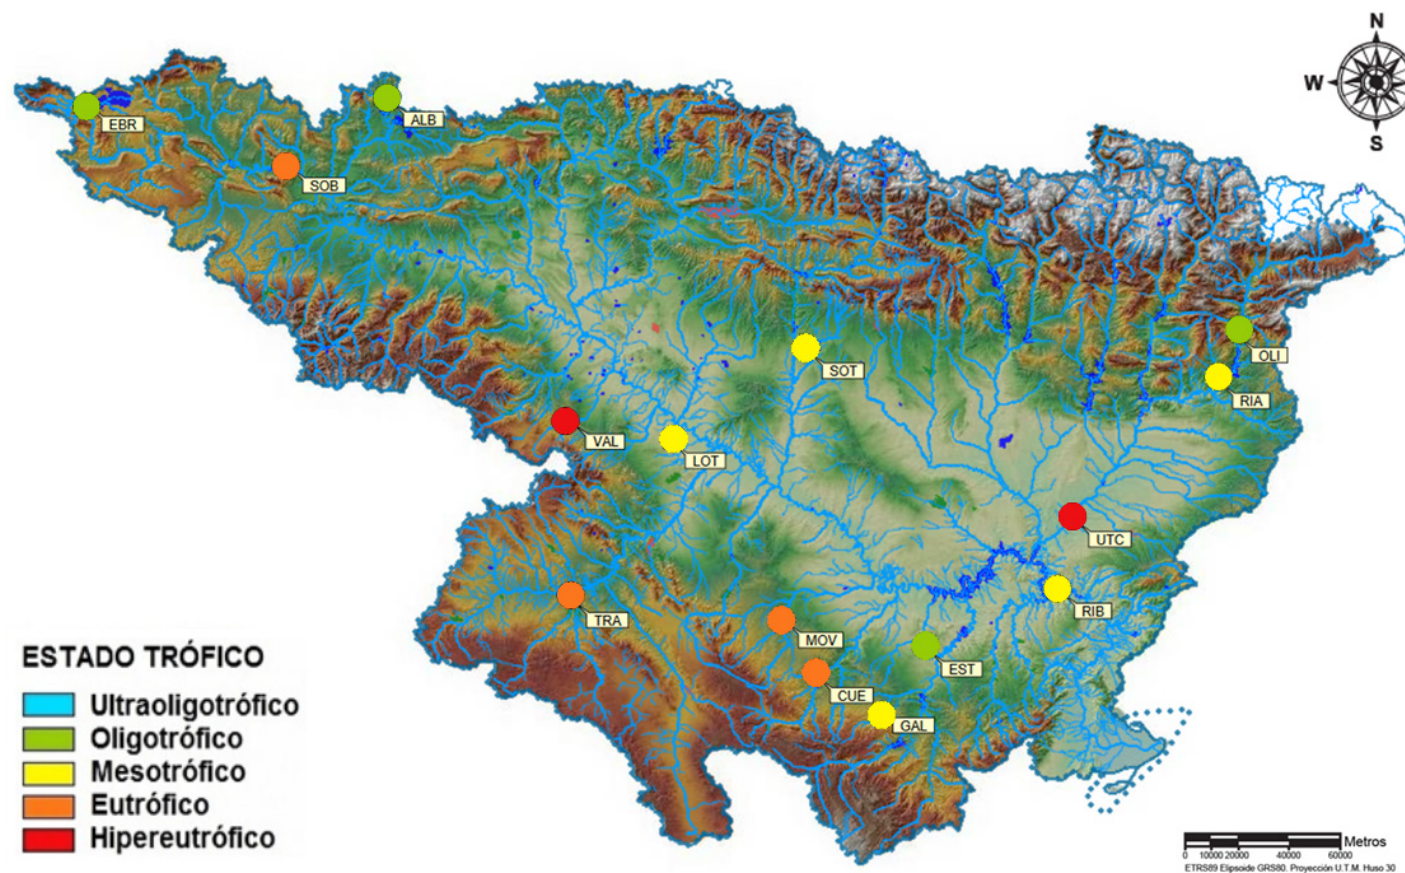 N
W
S
EBR
ALB
SOB
SOT
OLI
RIA
VAL
LOT
UTC
TRA
RIB
MOV
EST
CUE
GAL
ESTADO TRÓFICO
Ultraoligotrófico
Oligotrófico
Mesotrófico
Eutrófico
Hipereutrófico
Metros
0 10000 20000 40000 60000
ETRS89 Elipsoide GRS80. Proyección U.T.M. Huso 30